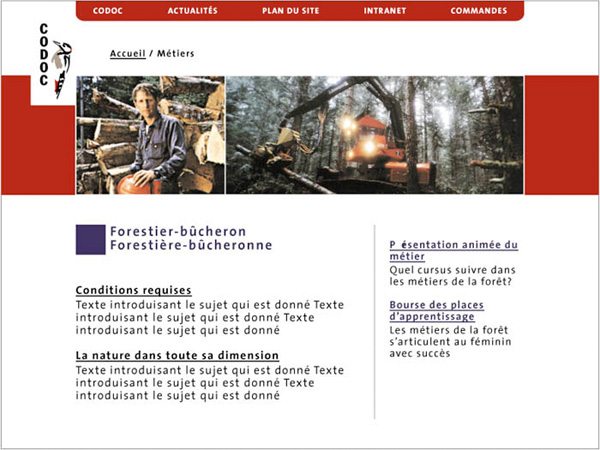 CODOC ACTUALITÉS PLAN DU SITE INTRANET COMMANDES
CODOC
Accueil / Métiers
Forestier-bûcheron
Forestière-bûcheronne
Conditions requises
Texte introduisant le sujet qui est donné Texte
introduisant le sujet qui est donné Texte
introduisant le sujet qui est donné
La nature dans toute sa dimension
Texte introduisant le sujet qui est donné Texte
introduisant le sujet qui est donné Texte
introduisant le sujet qui est donné
Présentation animée du
métier
Quel cursus suivre dans
les métiers de la forêt?
Bourse des places
d'apprentissage
Les métiers de la forêt
s'articulent au féminin
avec succès